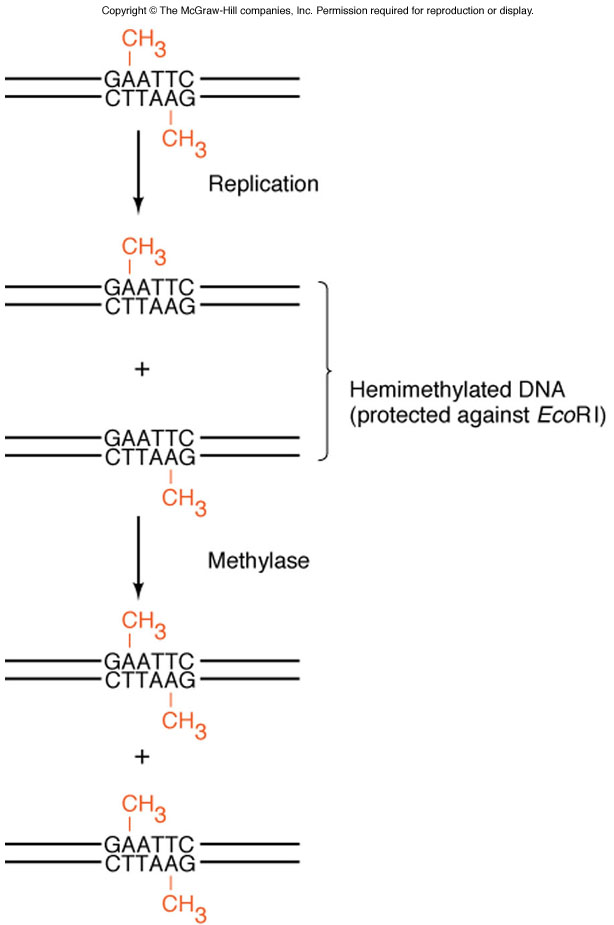 Copyright © The McGraw-Hill companies, Inc. Permission required for reproduction or display.
CH3
GAATTC
CTTAAG
CH3
Replication
CH3
GAATTC
CTTAAG
+
Hemimethylated DNA
(protected against EcoRI)
GAATTC
CTTAAG
CH3
Methylase
CH3
GAATTC
CTTAAG
CH3
+
CH3
GAATTC
CTTAAG
CH3